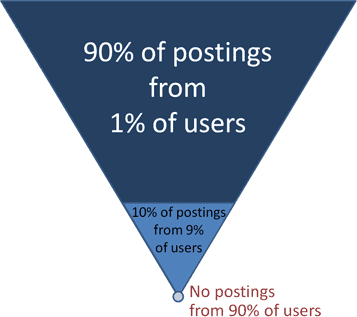 90% of postings
from
1% of users
10% of postings
from 9%
of users
No postings
from 90% of users